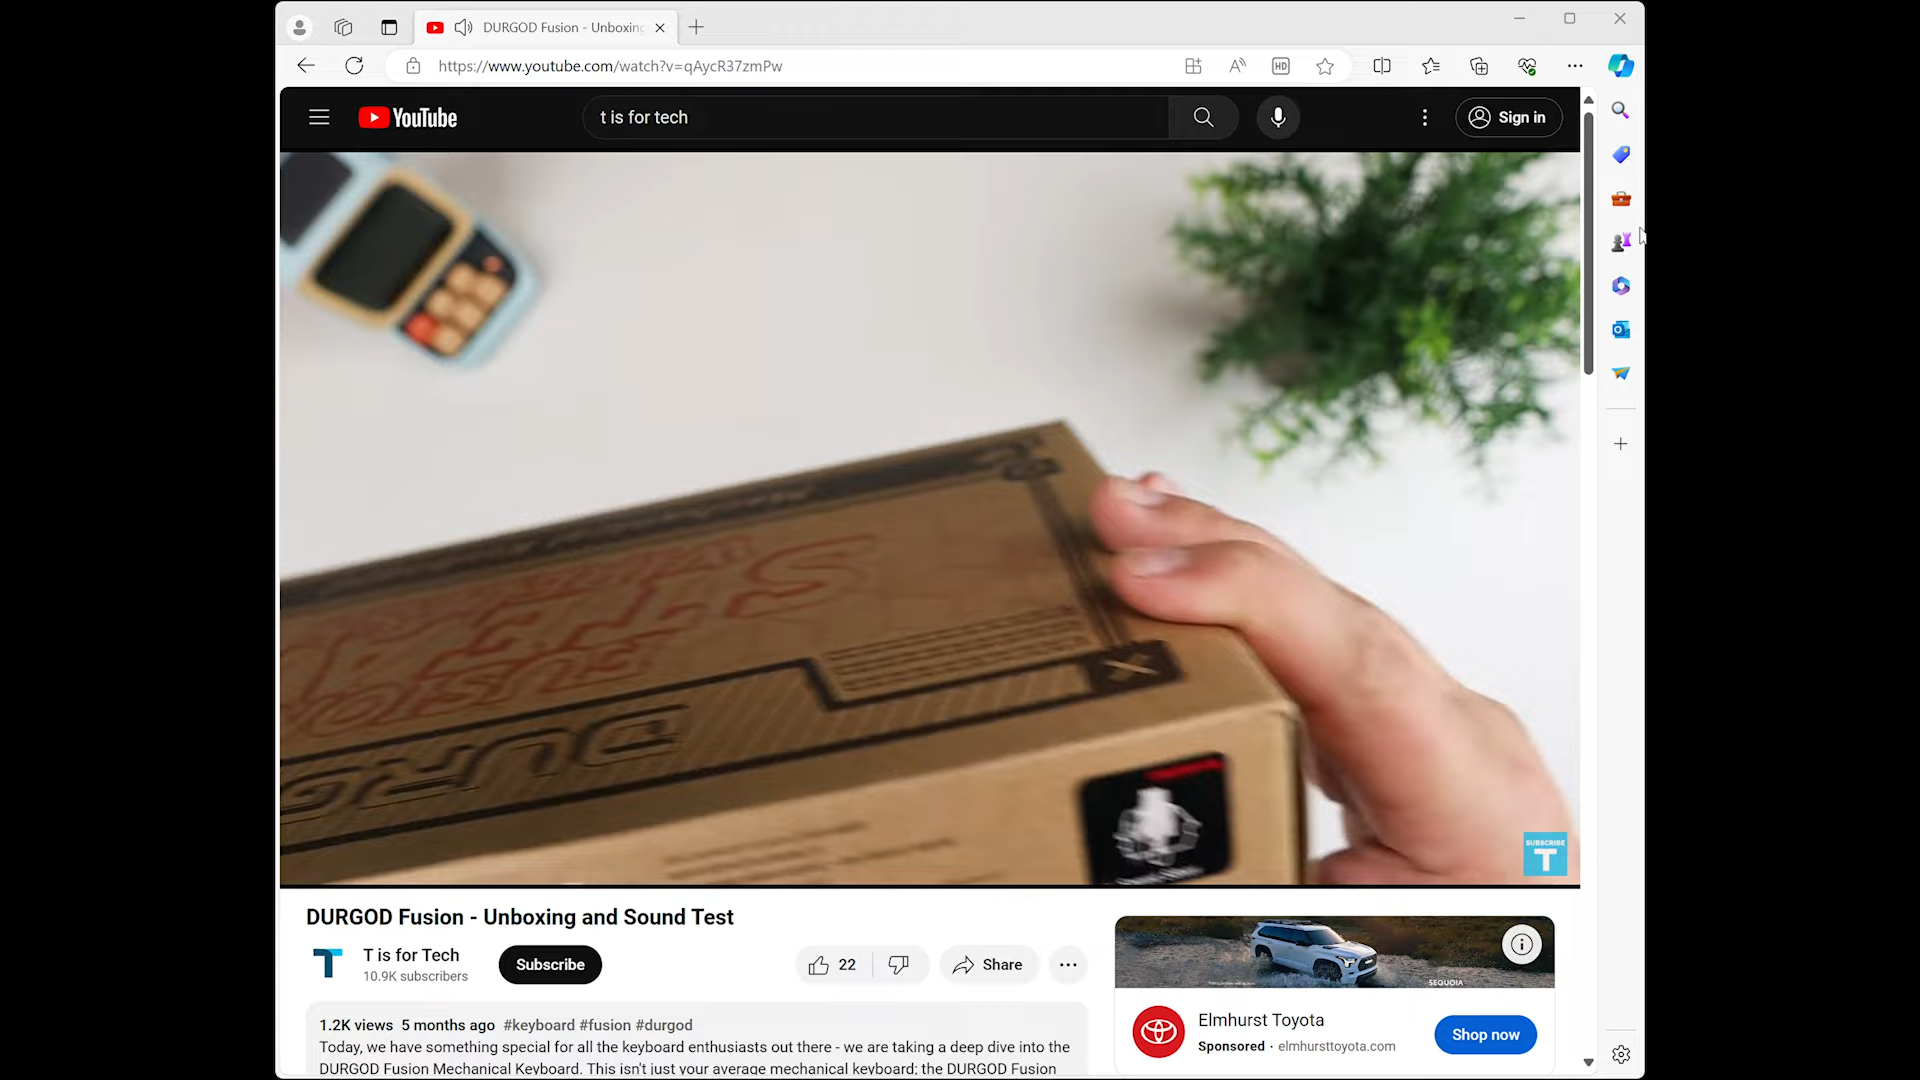 DURGOD Fusion - Unboxing
https://www.youtube.com/watch?v=qAycR37zmPw
HD
YouTube
t is for tech
Sign in
FUSION
DURG
SUBSCRIBE
T
DURGOD Fusion - Unboxing and Sound Test
T is for Tech
10.9K subscribers
Subscribe
22
Share
SEQUOIA
Elmhurst Toyota
Sponsored · elmhursttoyota.com
Shop now
1.2K views 5 months ago #keyboard #fusion #durgod
Today, we have something special for all the keyboard enthusiasts out there - we are taking a deep dive into the
DURGOD Fusion Mechanical Keyboard. This isn't just your average mechanical keyboard; the DURGOD Fusion